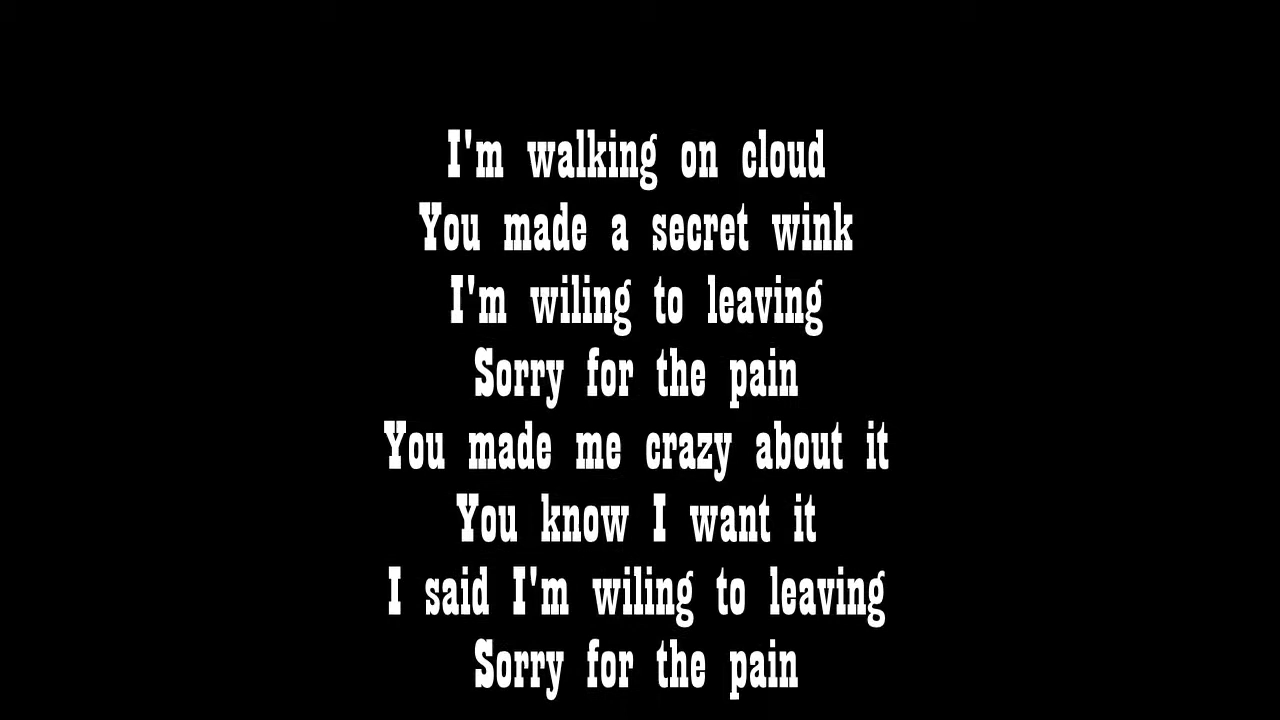 I'm walking on cloud
You made a secret wink
I'm wiling to leaving
Sorry for the pain
You made me crazy about it
You know I want it
I said I'm wiling to leaving
Sorry for the pain